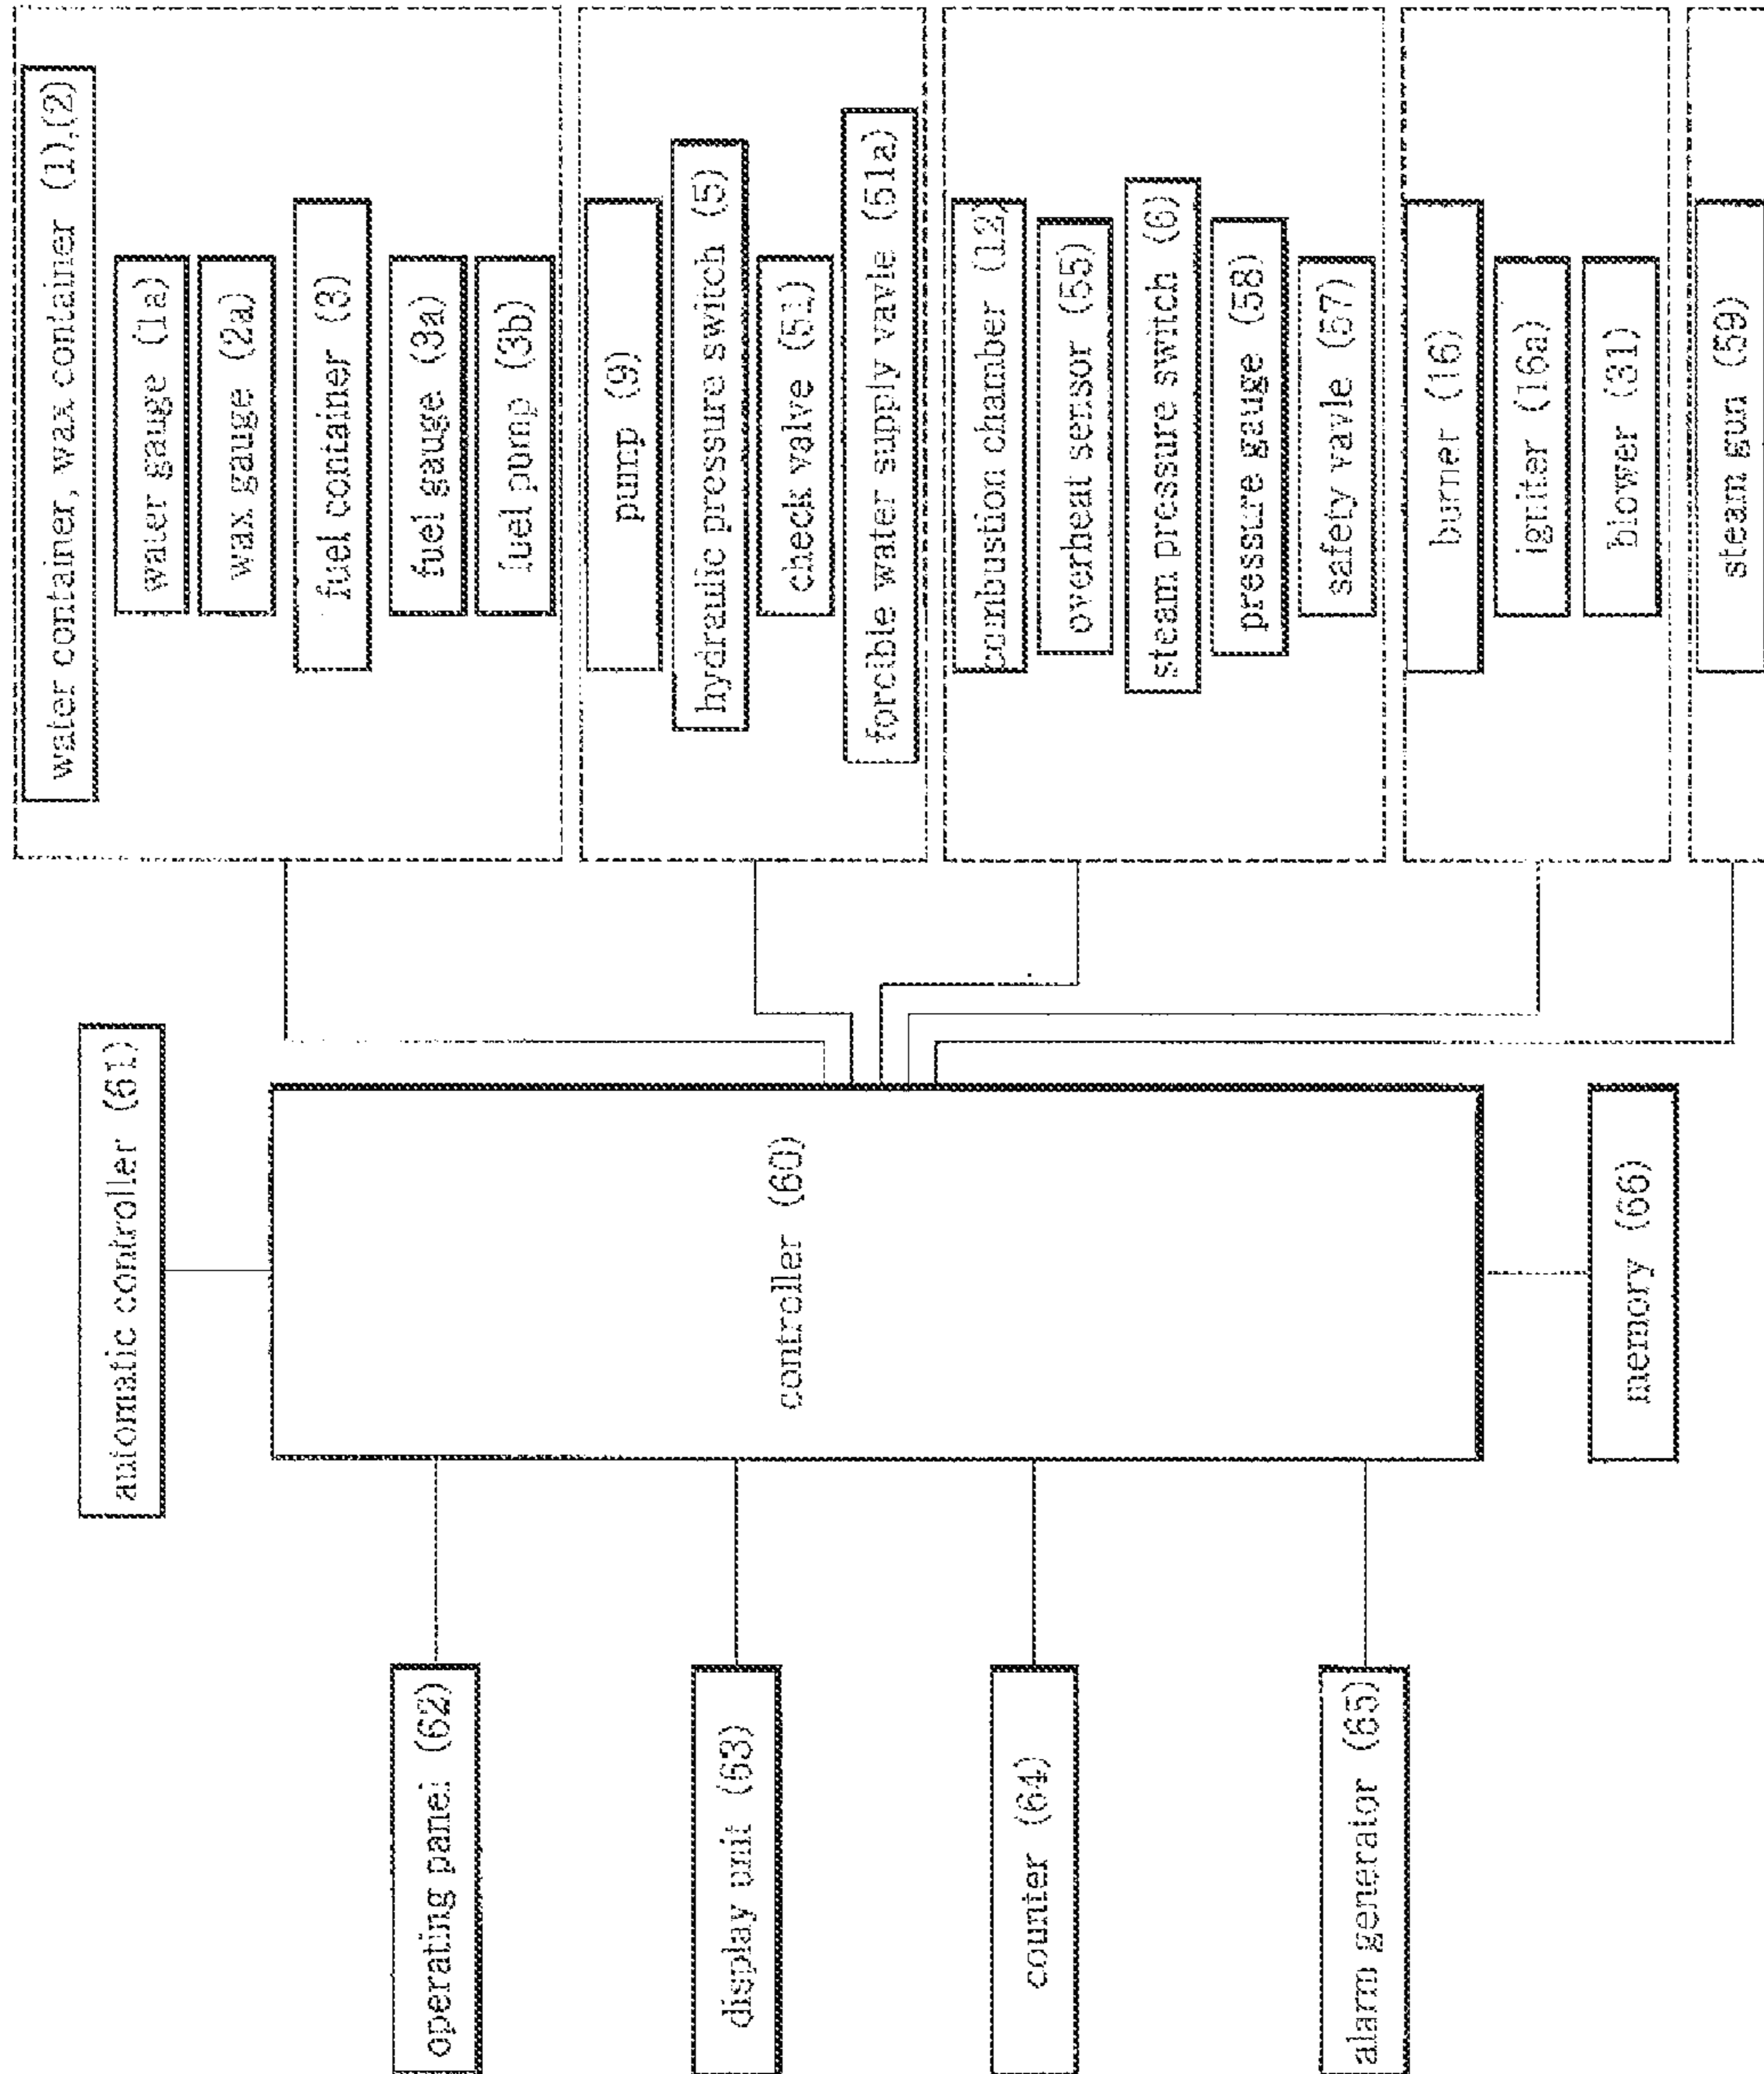 automatic controller (61)
operating panel (62)
display unit (63)
counter (64)
alarm generator (65)
controller (60)
memory (66)
water container, wax container (1),(2)
water gauge (1a)
wax gauge (2a)
fuel container (3)
fuel gauge (3a)
fuel pump (3b)
pump (9)
hydraulic pressure switch (5)
check valve (51)
forcible water supply vavle (51a)
combustion chamber (12)
overheat sensor (55)
steam pressure switch (6)
pressure gauge (58)
safety vavle (57)
burner (16)
igniter (16a)
blower (31)
steam gun (59)